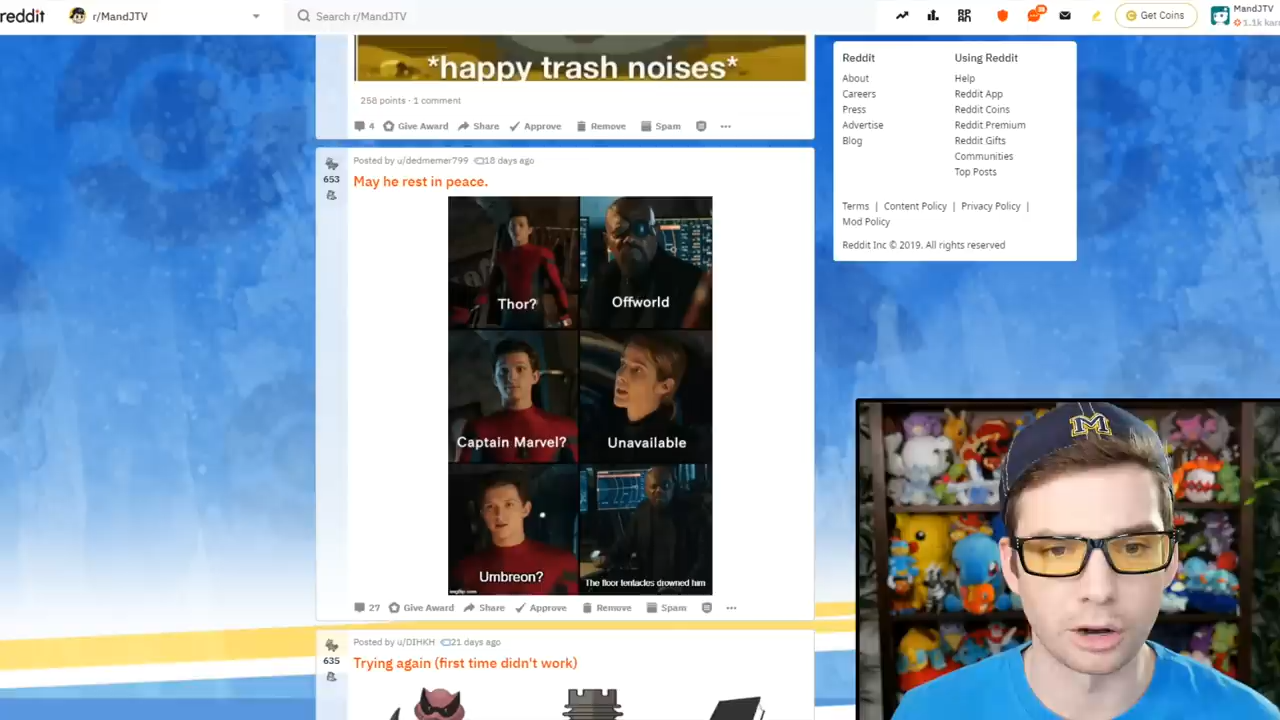 reddit
r/MandJTV
Search r/MandJTV
Get Coins
MandJTV
1.1k kar
*happy trash noises*
258 points · 1 comment
4 Give Award Share Approve Remove Spam
Posted by u/dedmemer799 18 days ago
653
May he rest in peace.
Thor?
Offworld
Captain Marvel?
Unavailable
Umbreon?
The floor tentacles drowned him
imgflip.com
27 Give Award Share Approve Remove Spam
Posted by u/DIHKH 21 days ago
635
Trying again (first time didn't work)
Reddit Using Reddit
About Help
Careers Reddit App
Press Reddit Coins
Advertise Reddit Premium
Blog Reddit Gifts
Communities
Top Posts
Terms | Content Policy | Privacy Policy |
Mod Policy
Reddit Inc © 2019. All rights reserved
M